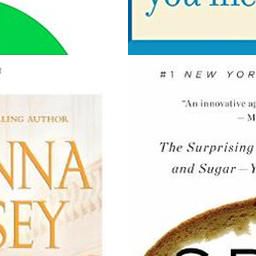 you me
#1 NEW YOR
"An innovative ap
— M
LLING AUTHOR
NNA
SEY
The Surprising
and Sugar—Y